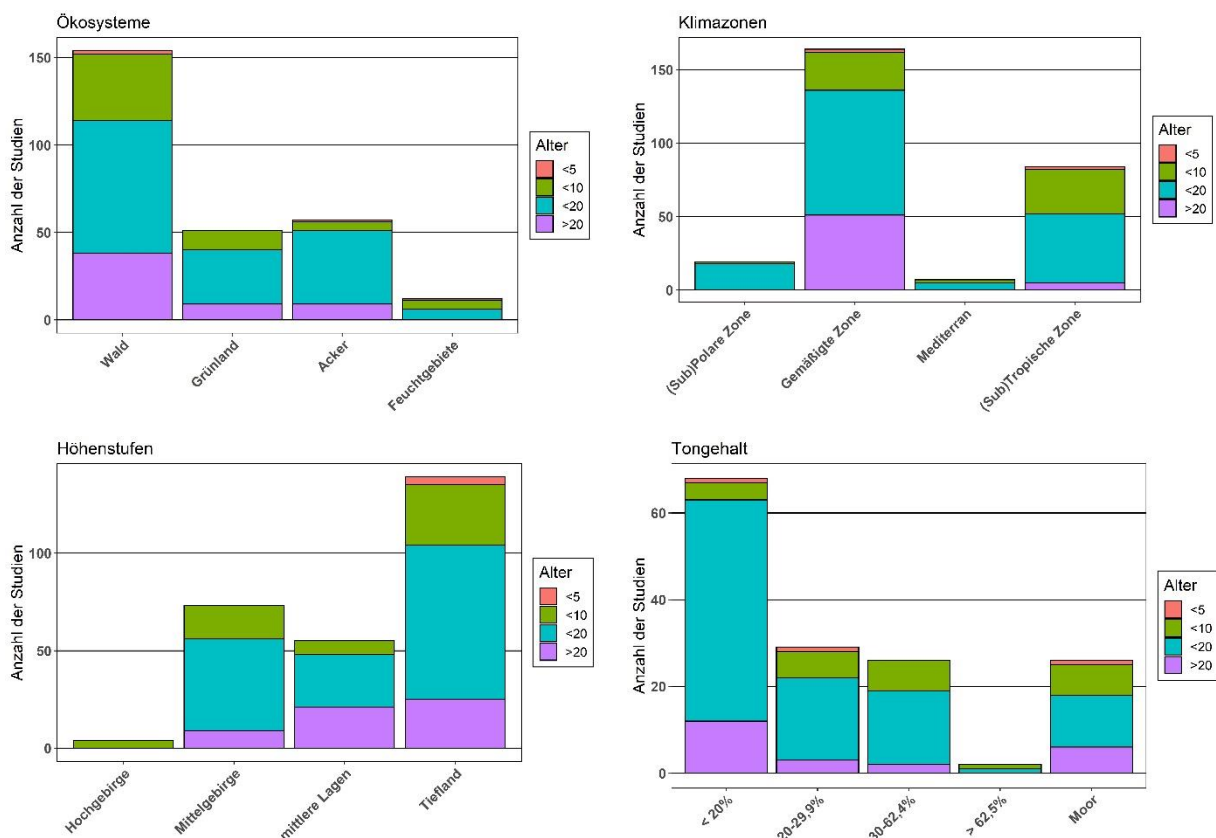 Ökosysteme
Anzahl der Studien
150
100
50
0
Wald
Grünland
Acker
Feuchtgebiete
Alter
<5
<10
<20
>20
Klimazonen
Anzahl der Studien
150
100
50
0
(Sub)Polare Zone
Gemäßigte Zone
Mediterran
(Sub)Tropische Zone
Alter
<5
<10
<20
>20
Höhenstufen
Anzahl der Studien
100
50
0
Hochgebirge
Mittelgebirge
mittlere Lagen
Tiefland
Alter
<5
<10
<20
>20
Tongehalt
Anzahl der Studien
60
40
20
0
< 20%
20-29,9%
30-62,4%
> 62,5%
Moor
Alter
<5
<10
<20
>20